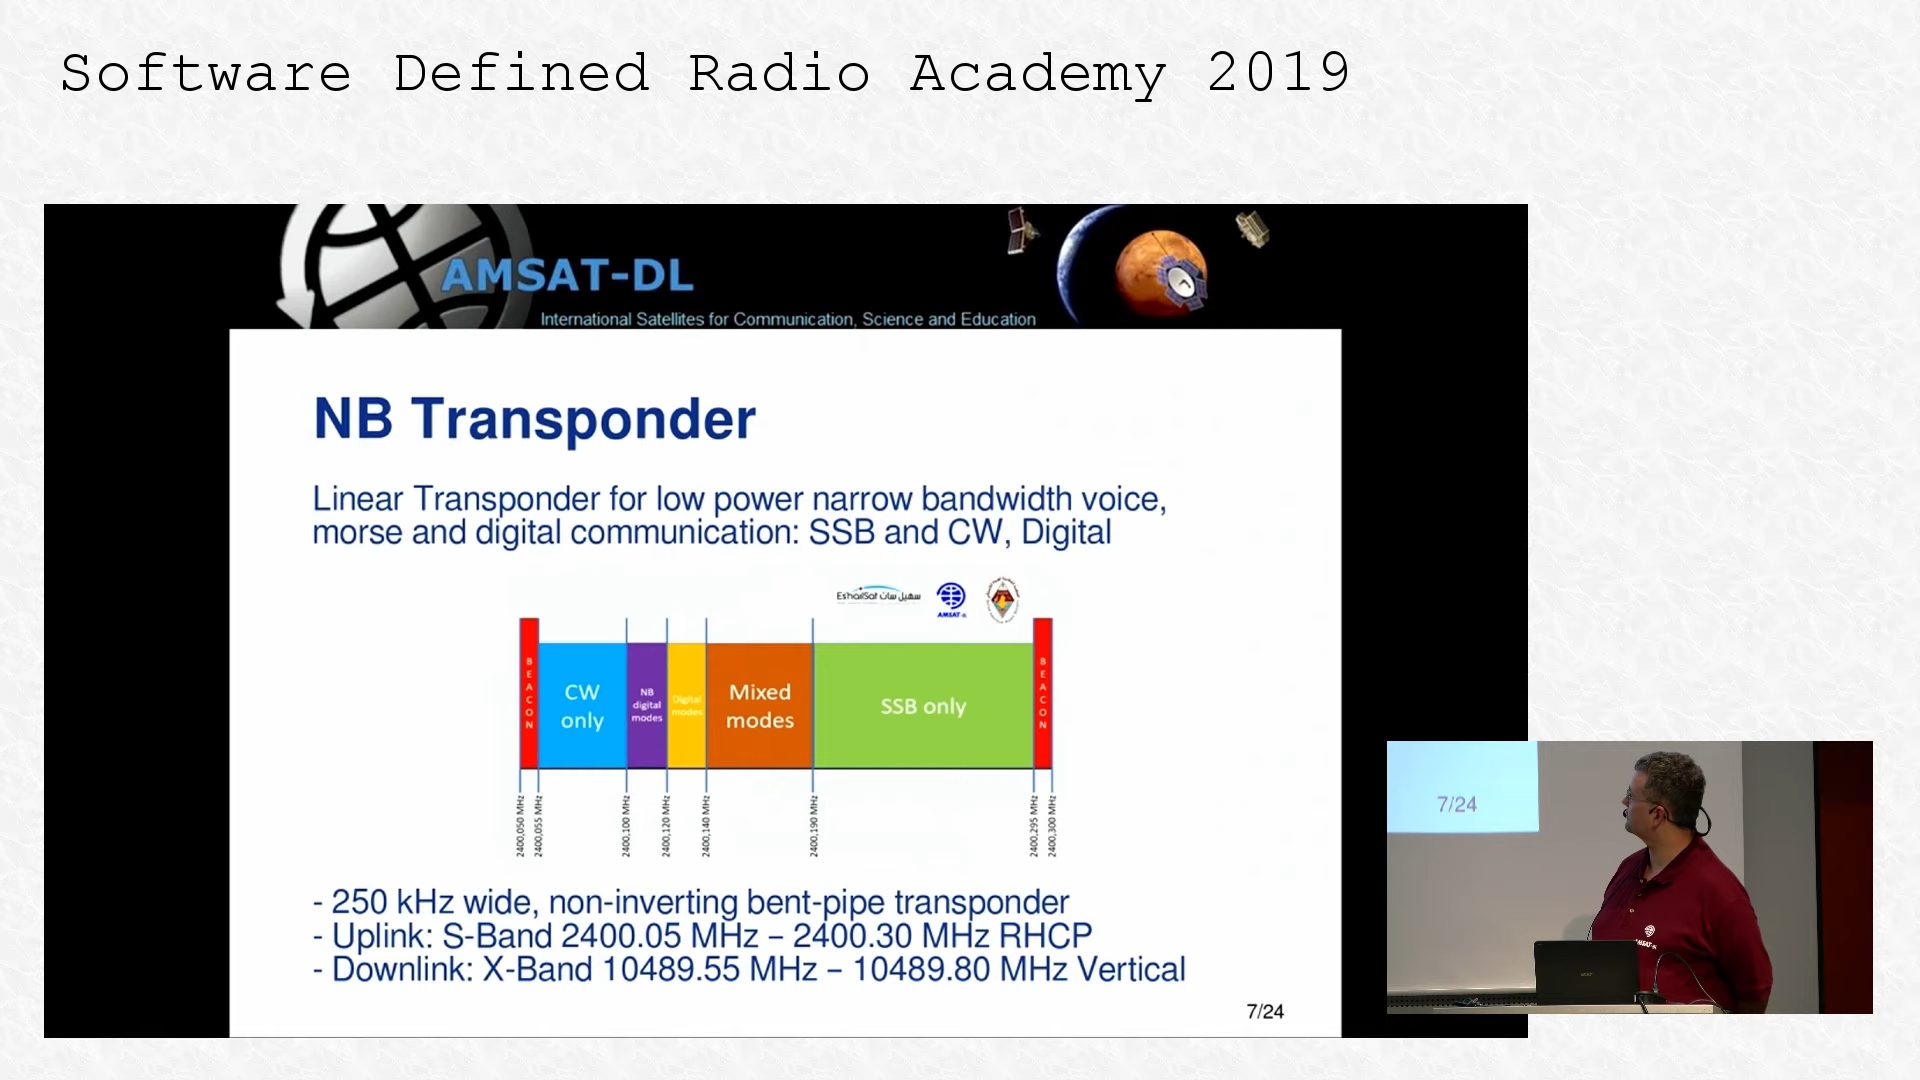 Software Defined Radio Academy 2019
AMSAT-DL
International Satellites for Communication, Science and Education
NB Transponder
Linear Transponder for low power narrow bandwidth voice,
morse and digital communication: SSB and CW, Digital
Es'hailSat سهيل سات
AMSAT-DL
BEACON
CW
only
NB
digital
modes
Digital
modes
Mixed
modes
SSB only
BEACON
2400,050 MHz
2400,055 MHz
2400,100 MHz
2400,120 MHz
2400,140 MHz
2400,190 MHz
2400,295 MHz
2400,300 MHz
- 250 kHz wide, non-inverting bent-pipe transponder
- Uplink: S-Band 2400.05 MHz – 2400.30 MHz RHCP
- Downlink: X-Band 10489.55 MHz – 10489.80 MHz Vertical
7/24
7/24